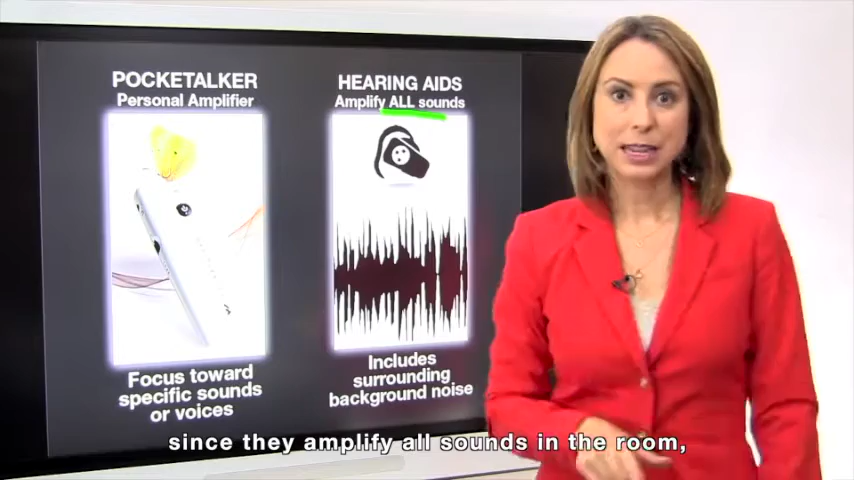 POCKETALKER
Personal Amplifier
Focus toward
specific sounds
or voices
HEARING AIDS
Amplify ALL sounds
Includes
surrounding
background noise
since they amplify all sounds in the room,